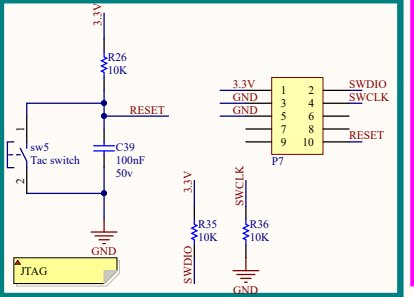 3.3V
R26
10K
RESET
1
sw5
Tac switch
2
C39
100nF
50v
GND
JTAG
3.3V
GND
GND
1 2
3 4
5 6
7 8
9 10
SWDIO
SWCLK
RESET
P7
3.3V
R35
10K
SWDIO
SWCLK
R36
10K
GND